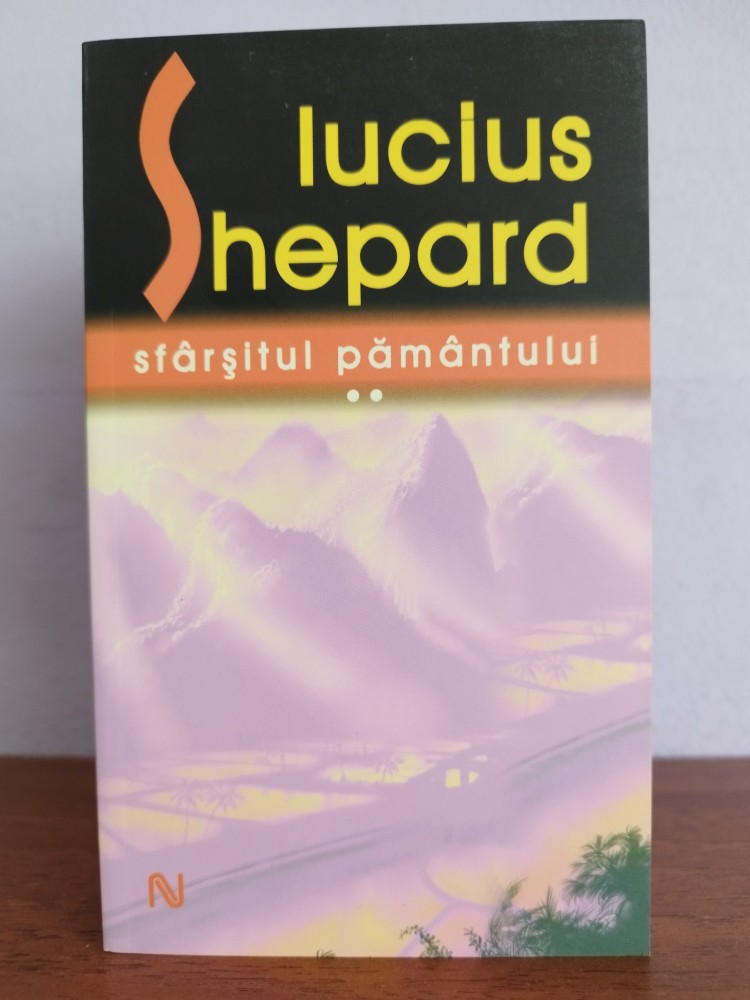 lucius
Shepard
sfârşitul pământului
N